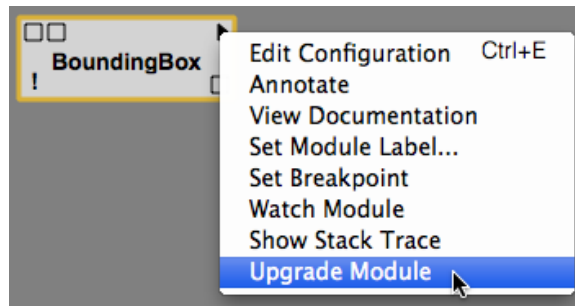 BoundingBox
!
Edit Configuration Ctrl+E
Annotate
View Documentation
Set Module Label...
Set Breakpoint
Watch Module
Show Stack Trace
Upgrade Module